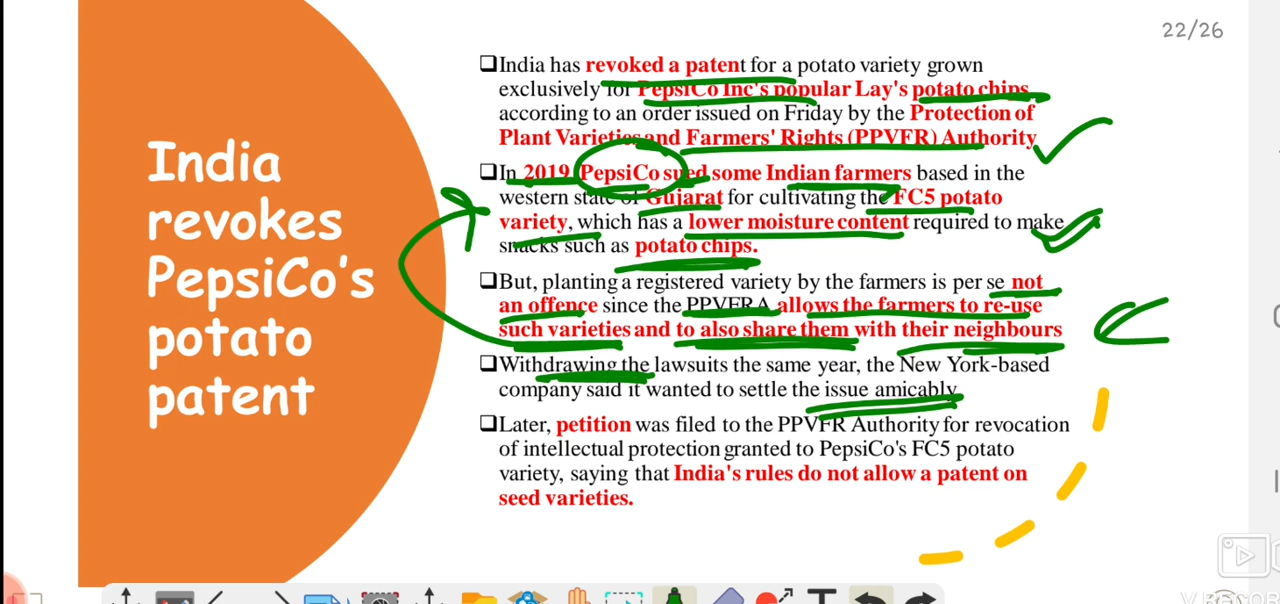 22/26
India
revokes
PepsiCo's
potato
patent
❑India has revoked a patent for a potato variety grown
exclusively for PepsiCo Inc's popular Lay's potato chips
according to an order issued on Friday by the Protection of
Plant Varieties and Farmers' Rights (PPVFR) Authority
❑In 2019 PepsiCo sued some Indian farmers based in the
western state of Gujarat for cultivating the FC5 potato
variety, which has a lower moisture content required to make
snacks such as potato chips.
❑But, planting a registered variety by the farmers is per se not
an offence since the PPVFRA allows the farmers to re-use
such varieties and to also share them with their neighbours
❑Withdrawing the lawsuits the same year, the New York-based
company said it wanted to settle the issue amicably
❑Later, petition was filed to the PPVFR Authority for revocation
of intellectual protection granted to PepsiCo's FC5 potato
variety, saying that India's rules do not allow a patent on
seed varieties.